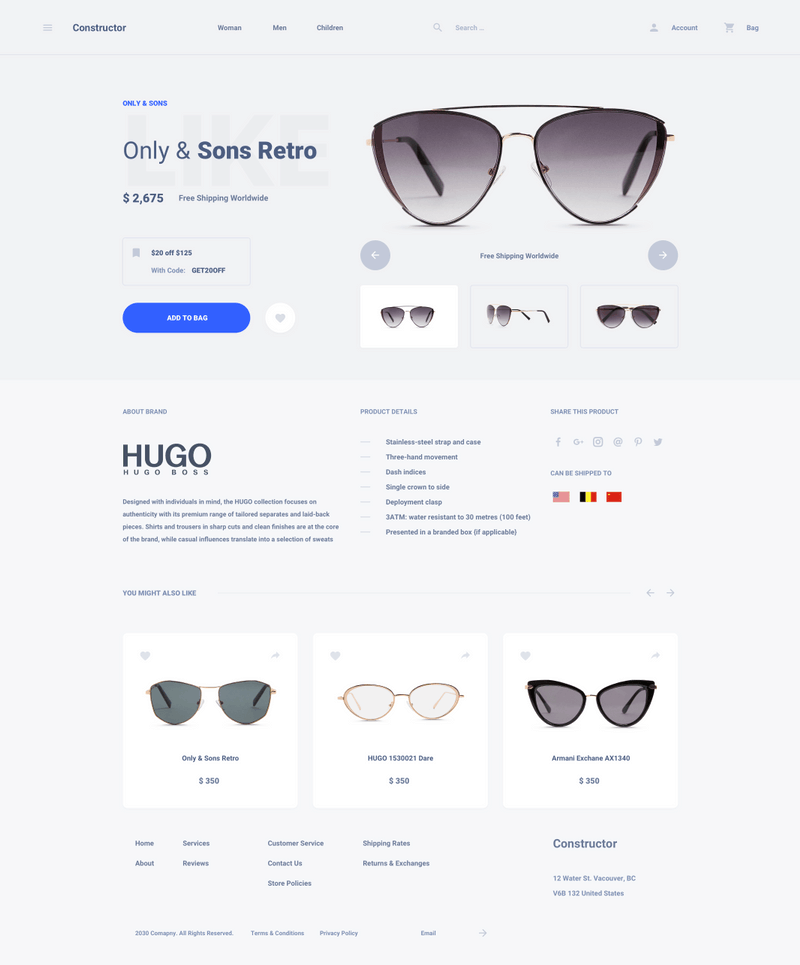 Constructor
Woman
Men
Children
Search ...
Account
Bag
ONLY & SONS
LIKE
Only & Sons Retro
$ 2,675
Free Shipping Worldwide
$20 off $125
With Code: GET20OFF
ADD TO BAG
Free Shipping Worldwide
ABOUT BRAND
HUGO
HUGO BOSS
Designed with individuals in mind, the HUGO collection focuses on
authenticity with its premium range of tailored separates and laid-back
pieces. Shirts and trousers in sharp cuts and clean finishes are at the core
of the brand, while casual influences translate into a selection of sweats
PRODUCT DETAILS
Stainless-steel strap and case
Three-hand movement
Dash indices
Single crown to side
Deployment clasp
3ATM: water resistant to 30 metres (100 feet)
Presented in a branded box (if applicable)
SHARE THIS PRODUCT
CAN BE SHIPPED TO
YOU MIGHT ALSO LIKE
Only & Sons Retro
$ 350
HUGO 1530021 Dare
$ 350
Armani Exchane AX1340
$ 350
Home
About
Services
Reviews
Customer Service
Contact Us
Store Policies
Shipping Rates
Returns & Exchanges
Constructor
12 Water St. Vacouver, BC
V6B 132 United States
2030 Comapny. All Rights Reserved.
Terms & Conditions
Privacy Policy
Email